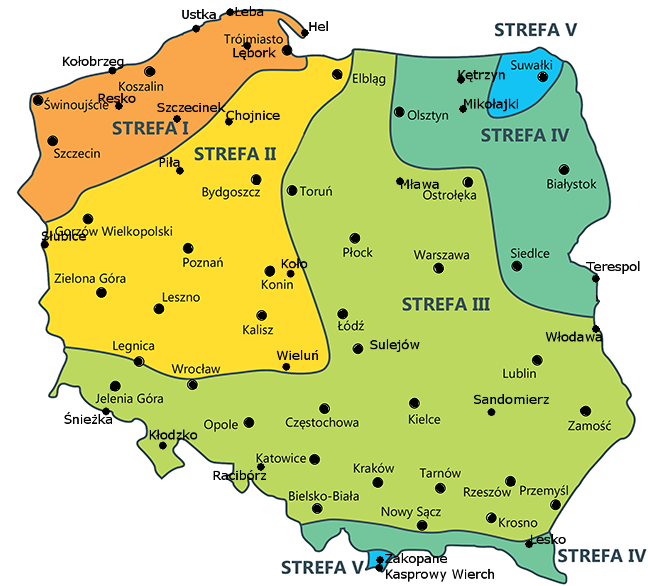 Łeba
Ustka
Hel
STREFA V
Trójmiasto
Lębork
Kołobrzeg
Koszalin
Elbląg
Suwałki
Kętrzyn
Świnoujście
Resko
Szczecinek
Chojnice
Mikołajki
Olsztyn
STREFA I
STREFA IV
Szczecin
STREFA II
Piła
Bydgoszcz
Toruń
Mława
Ostrołęka
Białystok
Gorzów Wielkopolski
Słubice
Płock
Warszawa
Siedlce
Poznań
Koło
Konin
Terespol
Zielona Góra
Leszno
STREFA III
Kalisz
Łódź
Włodawa
Legnica
Sulejów
Wieluń
Wrocław
Lublin
Jelenia Góra
Sandomierz
Śnieżka
Opole
Częstochowa
Kielce
Zamość
Kłodzko
Katowice
Racibórz
Kraków
Tarnów
Rzeszów
Przemyśl
Bielsko-Biała
Nowy Sącz
Krosno
Lesko
STREFA IV
STREFA V
Zakopane
Kasprowy Wierch